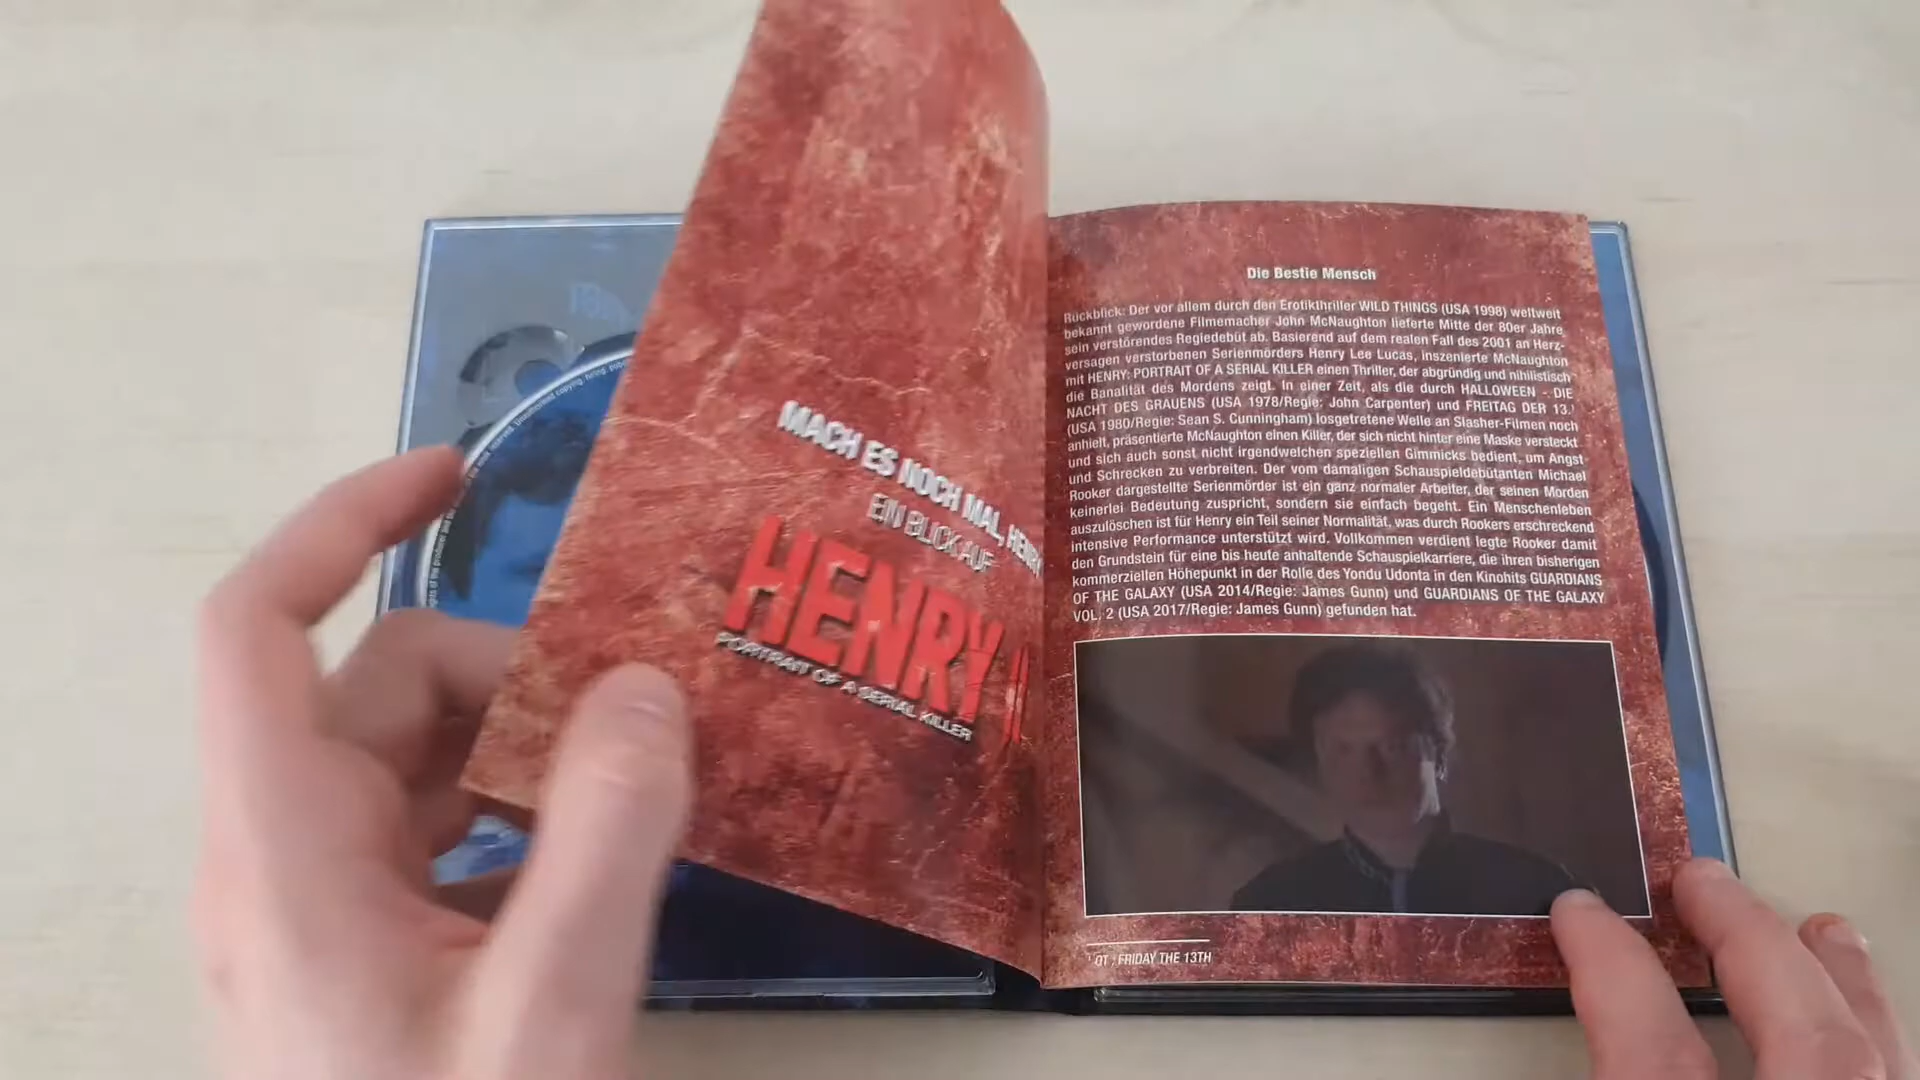 MACH ES NOCH MAL, HENRY
EIN BLICK AUF
HENRY II
PORTRAIT OF A SERIAL KILLER
Die Bestie Mensch
Rückblick: Der vor allem durch den Erotikthriller WILD THINGS (USA 1998) weltweit
bekannt gewordene Filmemacher John McNaughton lieferte Mitte der 80er Jahre
sein verstörendes Regiedebüt ab. Basierend auf dem realen Fall des 2001 an Herz-
versagen verstorbenen Serienmörders Henry Lee Lucas, inszenierte McNaughton
mit HENRY: PORTRAIT OF A SERIAL KILLER einen Thriller, der abgründig und nihilistisch
die Banalität des Mordens zeigt. In einer Zeit, als die durch HALLOWEEN - DIE
NACHT DES GRAUENS (USA 1978/Regie: John Carpenter) und FREITAG DER 13.¹
(USA 1980/Regie: Sean S. Cunningham) losgetretene Welle an Slasher-Filmen noch
anhielt, präsentierte McNaughton einen Killer, der sich nicht hinter eine Maske versteckt
und sich auch sonst nicht irgendwelchen speziellen Gimmicks bedient, um Angst
und Schrecken zu verbreiten. Der vom damaligen Schauspieldebütanten Michael
Rooker dargestellte Serienmörder ist ein ganz normaler Arbeiter, der seinen Morden
keinerlei Bedeutung zuspricht, sondern sie einfach begeht. Ein Menschenleben
auszulöschen ist für Henry ein Teil seiner Normalität, was durch Rookers erschreckend
intensive Performance unterstützt wird. Vollkommen verdient legte Rooker damit
den Grundstein für eine bis heute anhaltende Schauspielkarriere, die ihren bisherigen
kommerziellen Höhepunkt in der Rolle des Yondu Udonta in den Kinohits GUARDIANS
OF THE GALAXY (USA 2014/Regie: James Gunn) und GUARDIANS OF THE GALAXY
VOL. 2 (USA 2017/Regie: James Gunn) gefunden hat.
¹ OT : FRIDAY THE 13TH